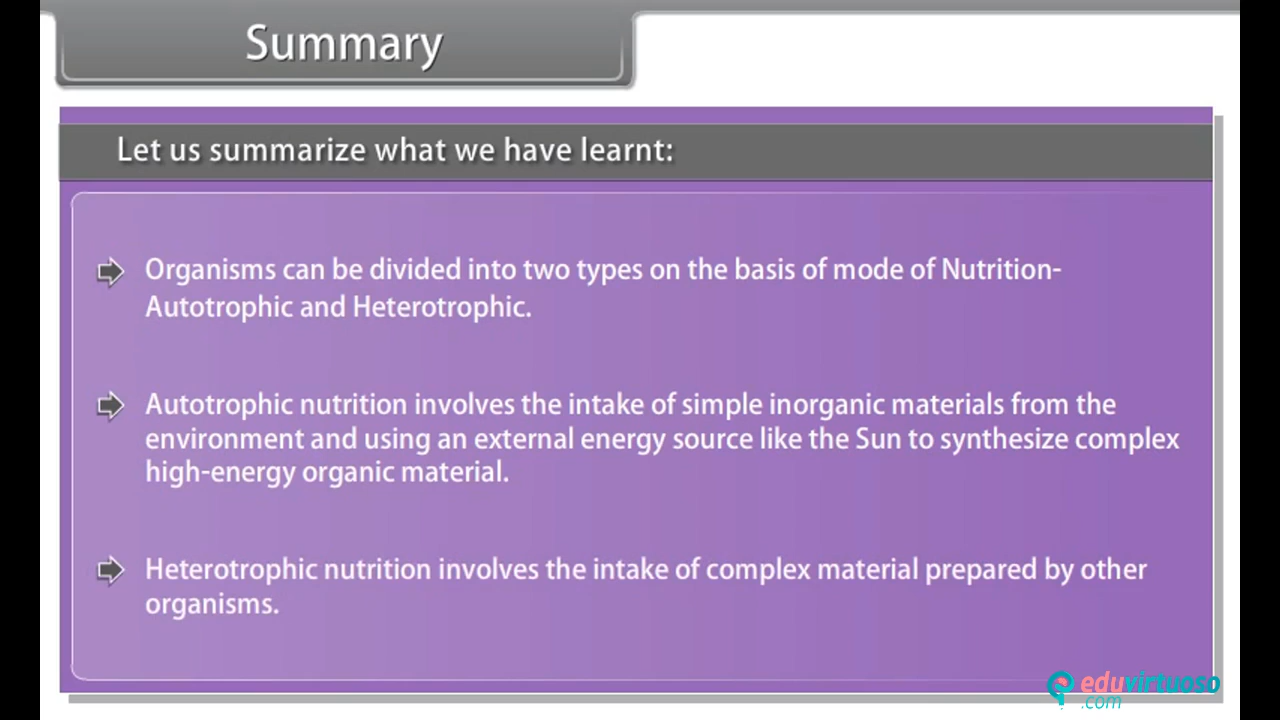 Summary
Let us summarize what we have learnt:
Organisms can be divided into two types on the basis of mode of Nutrition-
Autotrophic and Heterotrophic.
Autotrophic nutrition involves the intake of simple inorganic materials from the
environment and using an external energy source like the Sun to synthesize complex
high-energy organic material.
Heterotrophic nutrition involves the intake of complex material prepared by other
organisms.
eduvirtuoso
.com